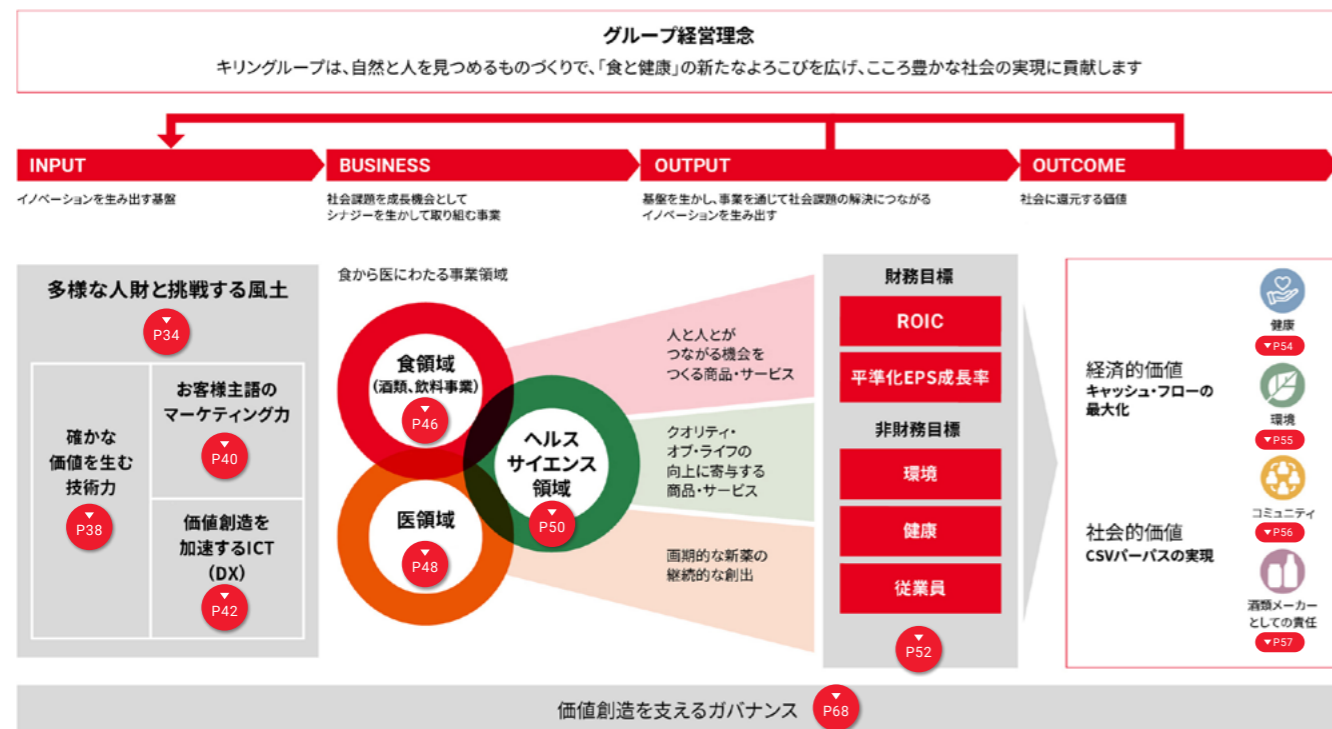 グループ経営理念
キリングループは、自然と人を見つめるものづくりで、「食と健康」の新たなよろこびを広げ、こころ豊かな社会の実現に貢献します
INPUT
イノベーションを生み出す基盤
BUSINESS
社会課題を成長機会として
シナジーを生かして取り組む事業
OUTPUT
基盤を生かし、事業を通じて社会課題の解決につながる
イノベーションを生み出す
OUTCOME
社会に還元する価値
多様な人財と挑戦する風土
P34
確かな
価値を生む
技術力
P38
お客様主語の
マーケティング力
P40
価値創造を
加速するICT
(DX)
P42
食から医にわたる事業領域
食領域
(酒類、飲料事業)
P46
ヘルス
サイエンス
領域
P50
医領域
P48
人と人とが
つながる機会を
つくる商品・サービス
クオリティ・
オブ・ライフの
向上に寄与する
商品・サービス
画期的な新薬の
継続的な創出
財務目標
ROIC
平準化EPS成長率
非財務目標
環境
健康
従業員
P52
経済的価値
キャッシュ・フローの
最大化
社会的価値
CSVパーパスの実現
健康
P54
環境
P55
コミュニティ
P56
酒類メーカー
としての責任
P57
価値創造を支えるガバナンス
P68